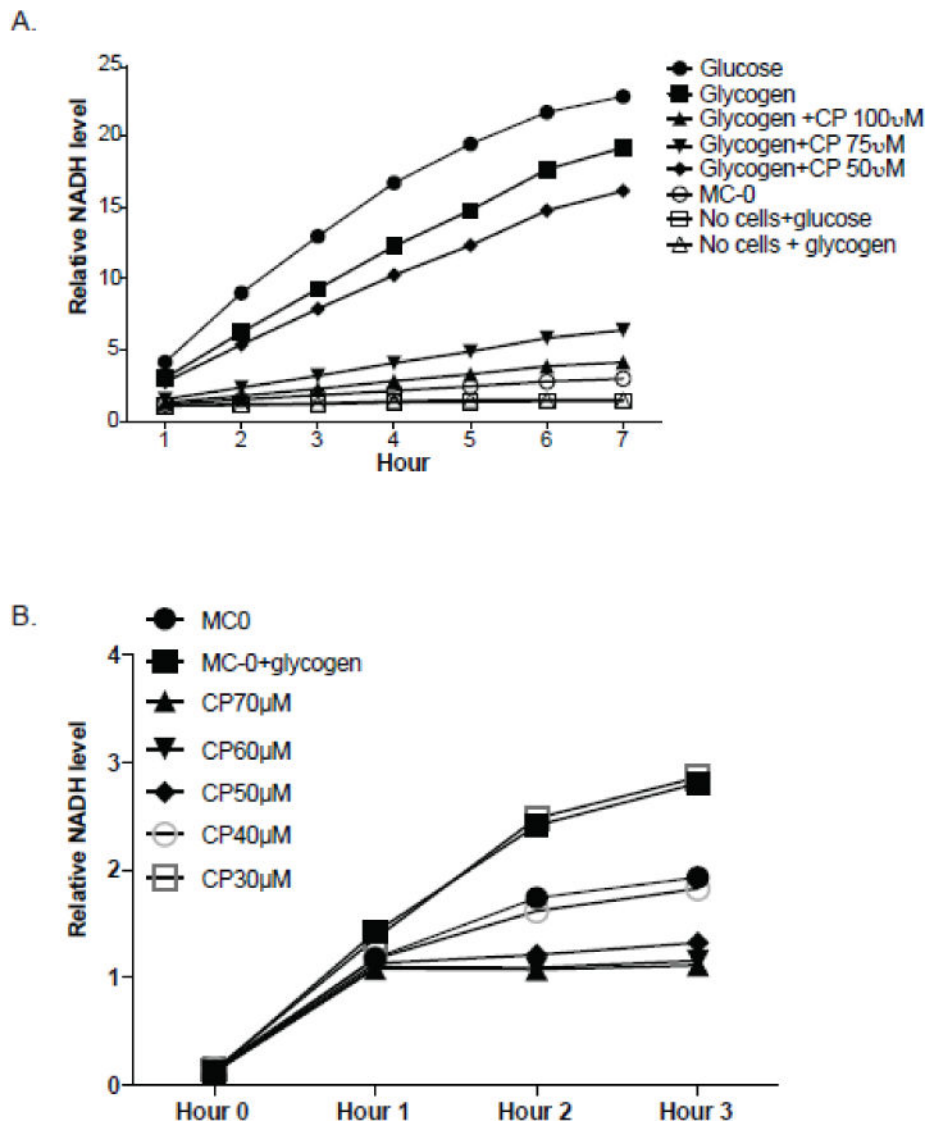 A.
Relative NADH level
25
20
15
10
5
0
1 2 3 4 5 6 7
Hour
Glucose
Glycogen
Glycogen +CP 100υM
Glycogen+CP 75υM
Glycogen+CP 50υM
MC-0
No cells+glucose
No cells + glycogen
B.
MC0
MC-0+glycogen
CP70µM
CP60µM
CP50µM
CP40µM
CP30µM
Relative NADH level
4
3
2
1
0
Hour 0 Hour 1 Hour 2 Hour 3